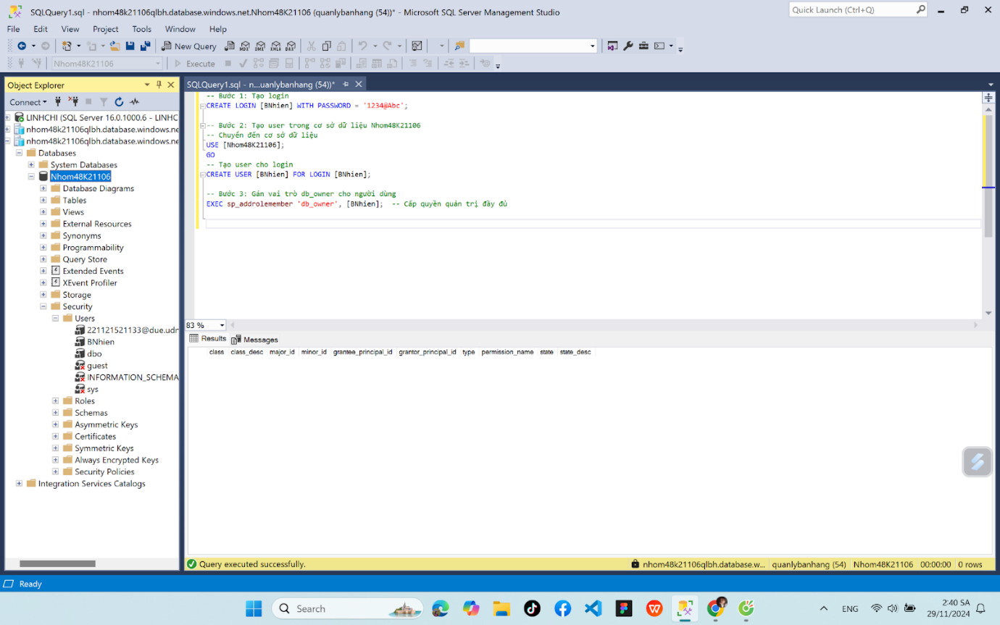 SQLQuery1.sql - nhom48k21106qlbh.database.windows.net.Nhom48K21106 (quanlybanhang (54))* - Microsoft SQL Server Management Studio
Quick Launch (Ctrl+Q)
File Edit View Project Tools Window Help
New Query
MDX DMX XMLA DAX
Nhom48K21106
Execute
Object Explorer
Connect
LINHCHI (SQL Server 16.0.1000.6 - LINHC
nhom48k21106qlbh.database.windows.ne
nhom48k21106qlbh.database.windows.ne
Databases
System Databases
Nhom48K21106
Database Diagrams
Tables
Views
External Resources
Synonyms
Programmability
Query Store
Extended Events
XEvent Profiler
Storage
Security
Users
221121521133@due.udn
BNhien
dbo
guest
INFORMATION_SCHEMA
sys
Roles
Schemas
Asymmetric Keys
Certificates
Symmetric Keys
Always Encrypted Keys
Security Policies
Integration Services Catalogs
SQLQuery1.sql - n...uanlybanhang (54))*
-- Bước 1: Tạo login
CREATE LOGIN [BNhien] WITH PASSWORD = '1234@Abc';
-- Bước 2: Tạo user trong cơ sở dữ liệu Nhom48K21106
-- Chuyển đến cơ sở dữ liệu
USE [Nhom48K21106];
GO
-- Tạo user cho login
CREATE USER [BNhien] FOR LOGIN [BNhien];
-- Bước 3: Gán vai trò db_owner cho người dùng
EXEC sp_addrolemember 'db_owner', [BNhien]; -- Cấp quyền quản trị đầy đủ
83 %
Results Messages
class class_desc major_id minor_id grantee_principal_id grantor_principal_id type permission_name state state_desc
Query executed successfully.
nhom48k21106qlbh.database.w... quanlybanhang (54) Nhom48K21106 00:00:00 0 rows
Ready
Search
ENG
2:40 SA
29/11/2024